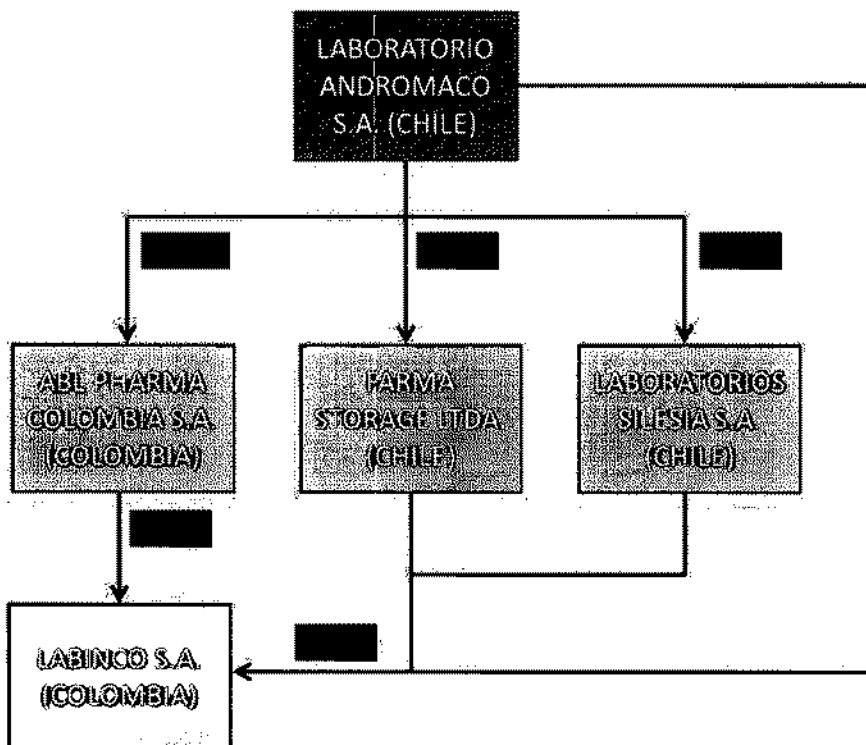 LABORATORIO
ANDROMACO
S.A. (CHILE)
ABL PHARMA
COLOMBIA S.A.
(COLOMBIA)
FARMA
STORAGE LTDA.
(CHILE)
LABORATORIOS
SILESIA S.A.
(CHILE)
LABINCO S.A.
(COLOMBIA)